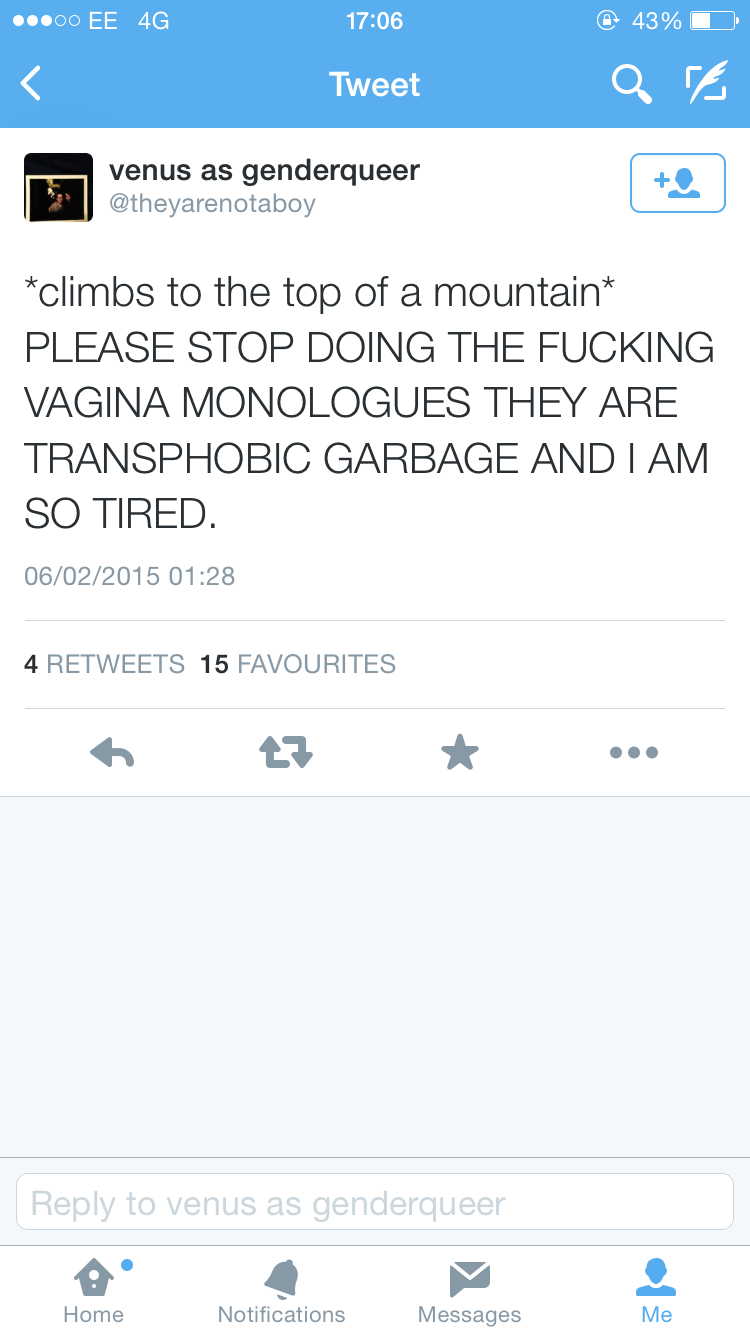 EE 4G 17:06 43%
Tweet
venus as genderqueer
@theyarenotaboy
*climbs to the top of a mountain*
PLEASE STOP DOING THE FUCKING
VAGINA MONOLOGUES THEY ARE
TRANSPHOBIC GARBAGE AND I AM
SO TIRED.
06/02/2015 01:28
4 RETWEETS 15 FAVOURITES
Reply to venus as genderqueer
Home Notifications Messages Me